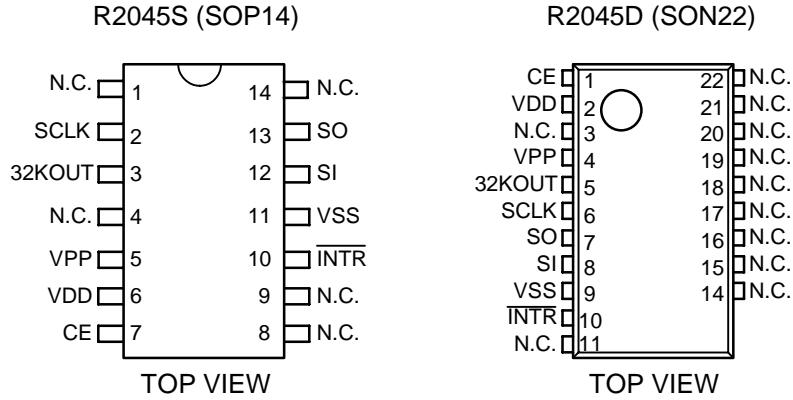 R2045S (SOP14)
N.C. 1 14 N.C.
SCLK 2 13 SO
32KOUT 3 12 SI
N.C. 4 11 VSS
VPP 5 10 INTR
VDD 6 9 N.C.
CE 7 8 N.C.
TOP VIEW
R2045D (SON22)
CE 1 22 N.C.
VDD 2 21 N.C.
N.C. 3 20 N.C.
VPP 4 19 N.C.
32KOUT 5 18 N.C.
SCLK 6 17 N.C.
SO 7 16 N.C.
SI 8 15 N.C.
VSS 9 14 N.C.
INTR 10
N.C. 11
TOP VIEW